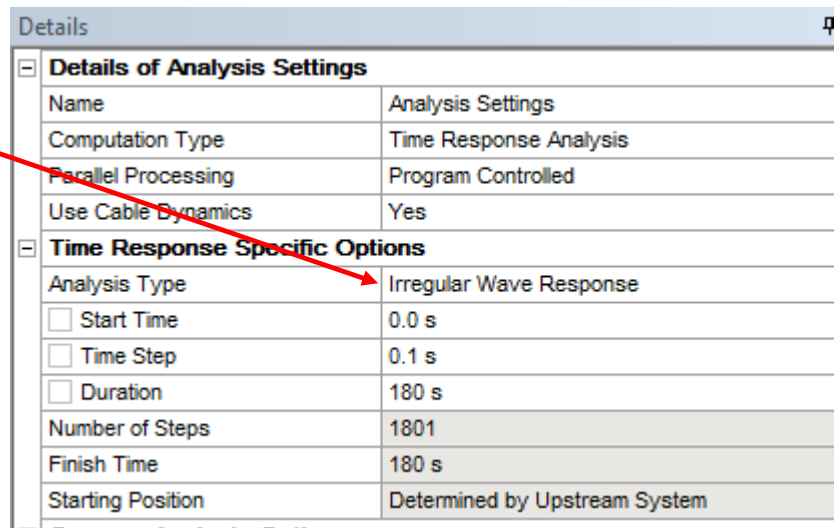 Details
Details of Analysis Settings
Name Analysis Settings
Computation Type Time Response Analysis
Parallel Processing Program Controlled
Use Cable Dynamics Yes
Time Response Specific Options
Analysis Type Irregular Wave Response
Start Time 0.0 s
Time Step 0.1 s
Duration 180 s
Number of Steps 1801
Finish Time 180 s
Starting Position Determined by Upstream System